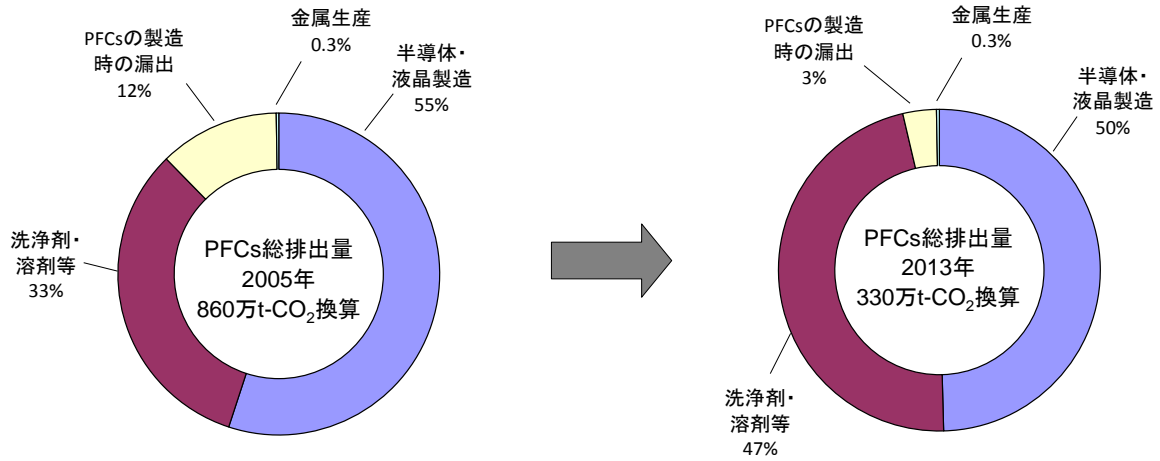 金属生産
0.3%
PFCsの製造
時の漏出
12%
半導体・
液晶製造
55%
洗浄剤・
溶剤等
33%
PFCs総排出量
2005年
860万t-CO₂換算
金属生産
0.3%
PFCsの製造
時の漏出
3%
半導体・
液晶製造
50%
PFCs総排出量
2013年
330万t-CO₂換算
洗浄剤・
溶剤等
47%